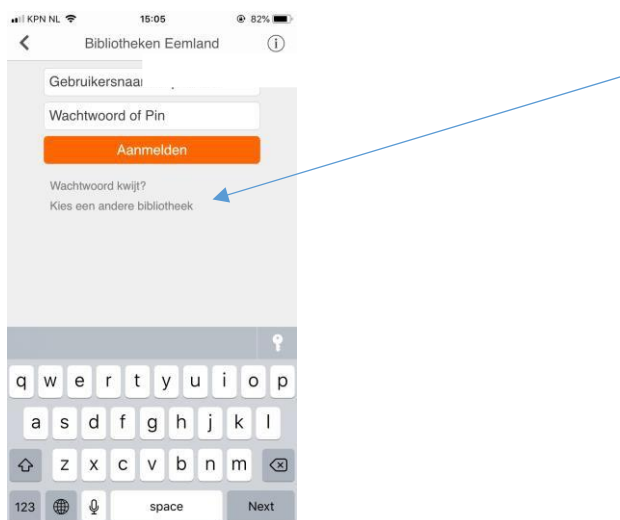 KPN NL 15:05 82%
Bibliotheken Eemland
Wachtwoord of Pin
Aanmelden
Wachtwoord kwijt?
Kies een andere bibliotheek
q w e r t y u i o p
a s d f g h j k l
z x c v b n m
123 space Next